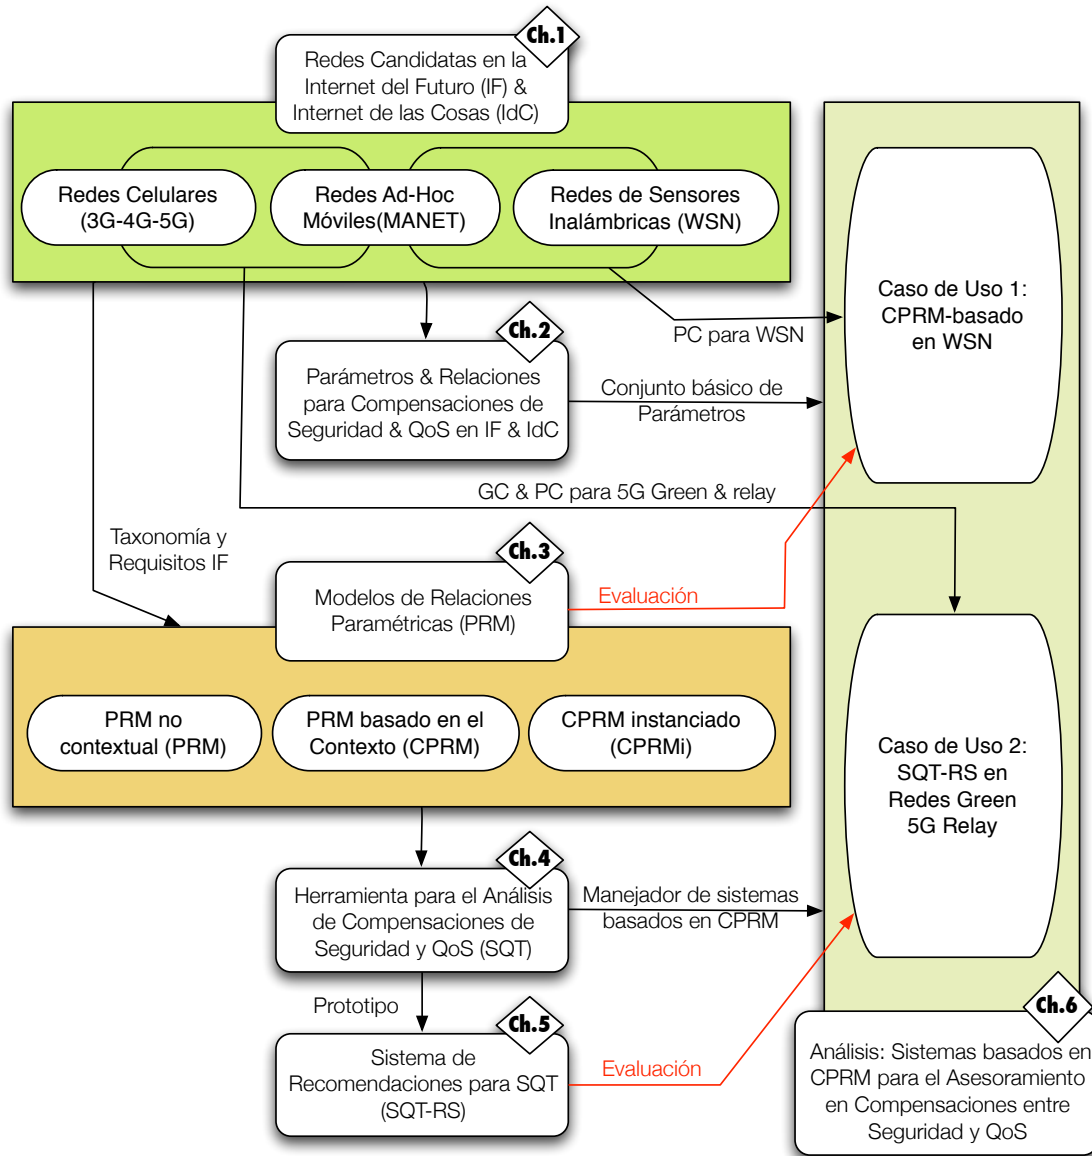 Ch.1
Redes Candidatas en la
Internet del Futuro (IF) &
Internet de las Cosas (IdC)
Redes Celulares
(3G-4G-5G)
Redes Ad-Hoc
Móviles(MANET)
Redes de Sensores
Inalámbricas (WSN)
Caso de Uso 1:
CPRM-basado
en WSN
PC para WSN
Ch.2
Parámetros & Relaciones
para Compensaciones de
Seguridad & QoS en IF & IdC
Conjunto básico de
Parámetros
GC & PC para 5G Green & relay
Taxonomía y
Requisitos IF
Ch.3
Modelos de Relaciones
Paramétricas (PRM)
Evaluación
PRM no
contextual (PRM)
PRM basado en el
Contexto (CPRM)
CPRM instanciado
(CPRMi)
Caso de Uso 2:
SQT-RS en
Redes Green
5G Relay
Ch.4
Herramienta para el Análisis
de Compensaciones de
Seguridad y QoS (SQT)
Manejador de sistemas
basados en CPRM
Prototipo
Ch.5
Sistema de
Recomendaciones para SQT
(SQT-RS)
Evaluación
Ch.6
Análisis: Sistemas basados en
CPRM para el Asesoramiento
en Compensaciones entre
Seguridad y QoS